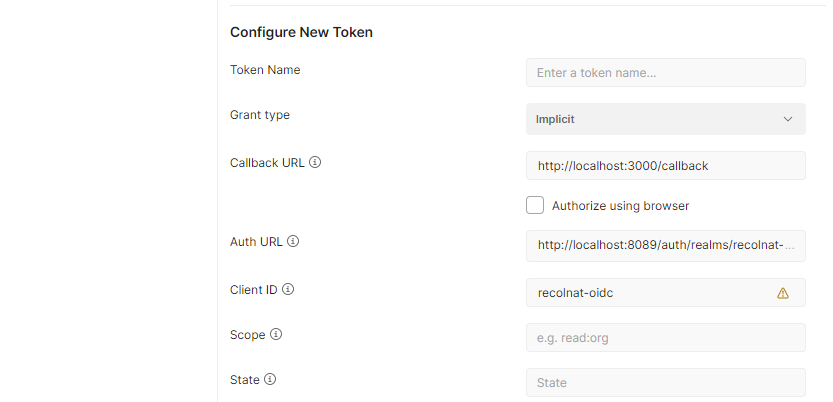 Configure New Token
Token Name
Enter a token name...
Grant type
Implicit
Callback URL
http://localhost:3000/callback
Authorize using browser
Auth URL
http://localhost:8089/auth/realms/recolnat-...
Client ID
recolnat-oidc
Scope
e.g. read:org
State
State